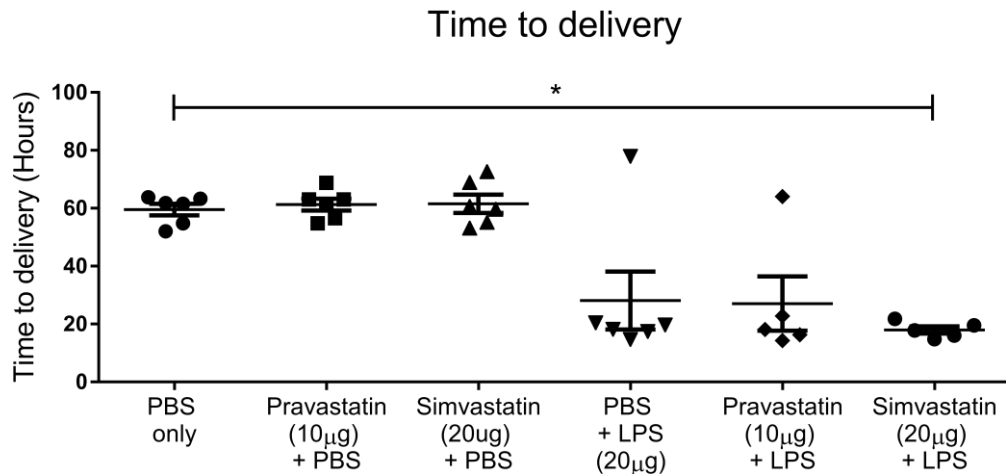 Time to delivery
Time to delivery (Hours)
100
80
60
40
20
0
*
PBS
only
Pravastatin
(10μg)
+ PBS
Simvastatin
(20ug)
+ PBS
PBS
+ LPS
(20μg)
Pravastatin
(10μg)
+ LPS
Simvastatin
(20μg)
+ LPS